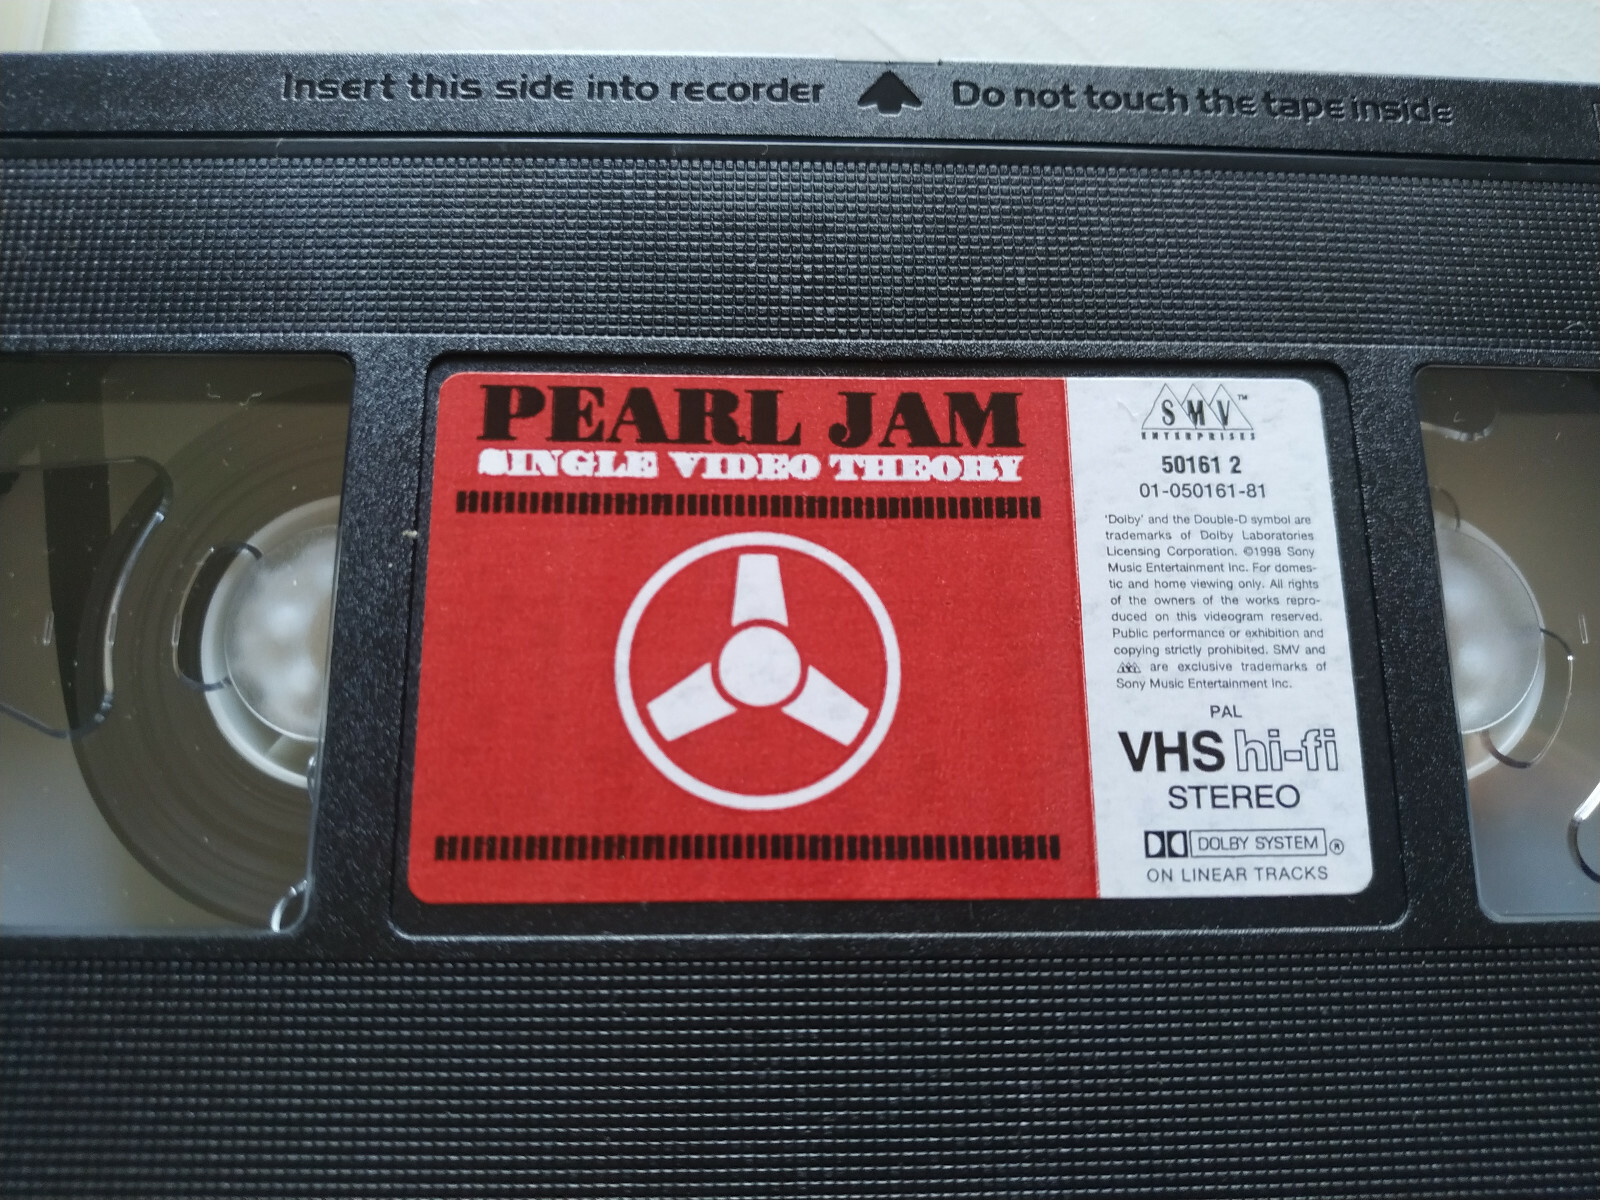 Insert this side into recorder Do not touch the tape inside
PEARL JAM
SINGLE VIDEO THEORY
SMV™
ENTERPRISES
50161 2
01-050161-81
'Dolby' and the Double-D symbol are
trademarks of Dolby Laboratories
Licensing Corporation. ©1998 Sony
Music Entertainment Inc. For domes-
tic and home viewing only. All rights
of the owners of the works repro-
duced on this videogram reserved.
Public performance or exhibition and
copying strictly prohibited. SMV and
are exclusive trademarks of
Sony Music Entertainment Inc.
PAL
VHS hi-fi
STEREO
DOLBY SYSTEM ®
ON LINEAR TRACKS